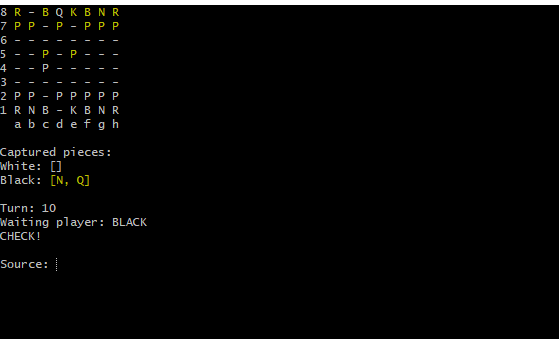 8 R - B Q K B N R
7 P P - P - P P P
6 - - - - - - - -
5 - - P - P - - -
4 - - P - - - - -
3 - - - - - - - -
2 P P - P P P P P
1 R N B - K B N R
a b c d e f g h
Captured pieces:
White: []
Black: [N, Q]
Turn: 10
Waiting player: BLACK
CHECK!
Source: